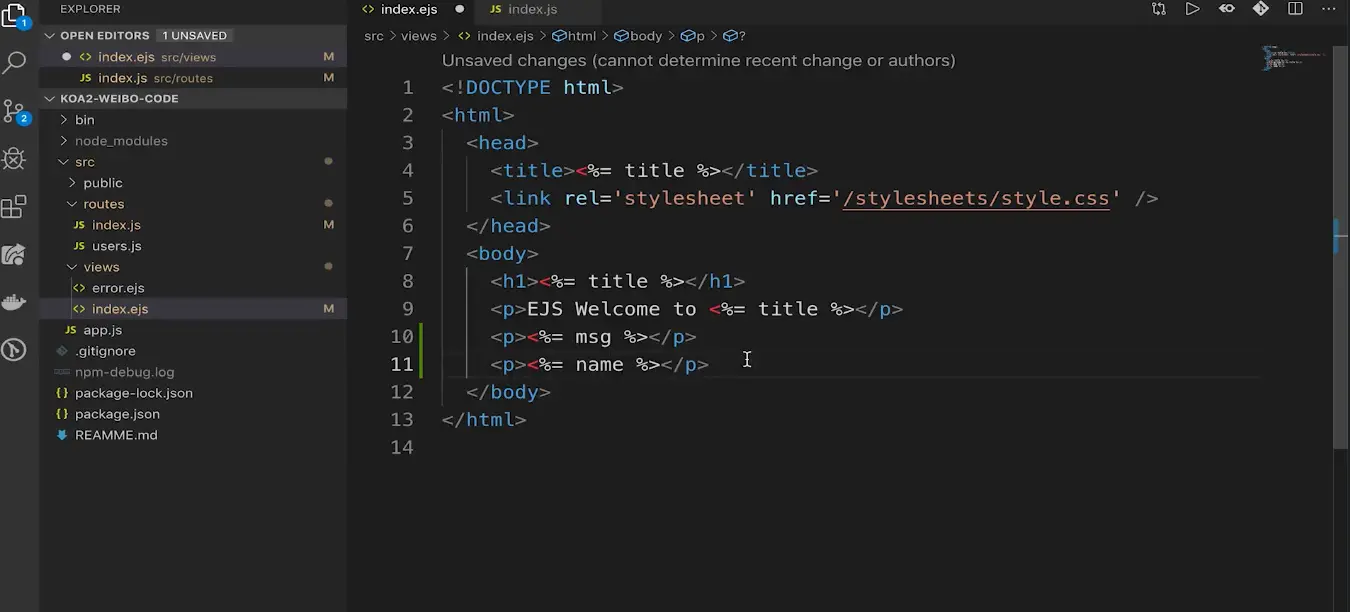 EXPLORER
OPEN EDITORS 1 UNSAVED
index.ejs src/views M
index.js src/routes M
KOA2-WEIBO-CODE
bin
node_modules
src
public
routes
index.js M
users.js
views
error.ejs
index.ejs M
app.js
.gitignore
npm-debug.log
package-lock.json
package.json
REAMME.md
1
2
index.ejs
JS index.js
src > views > index.ejs > html > body > p > ?
Unsaved changes (cannot determine recent change or authors)
1 <!DOCTYPE html>
2 <html>
3 <head>
4 <title><%= title %></title>
5 <link rel='stylesheet' href='/stylesheets/style.css' />
6 </head>
7 <body>
8 <h1><%= title %></h1>
9 <p>EJS Welcome to <%= title %></p>
10 <p><%= msg %></p>
11 <p><%= name %></p>
12 </body>
13 </html>
14